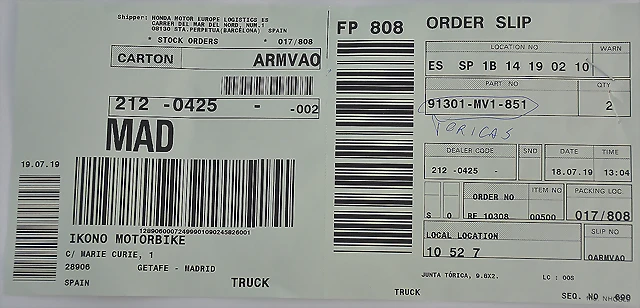 Shipper: HONDA MOTOR EUROPE LOGISTICS ES
CARRER DEL MAR DEL NORD, NUM.1
08130 STA.PERPETUA(BARCELONA) SPAIN
* STOCK ORDERS * 017/808
CARTON ARMVAO
212 -0425 - -002
MAD
19.07.19
IKONO MOTORBIKE
C/ MARIE CURIE, 1
28906 GETAFE - MADRID
SPAIN TRUCK
FP 808
TRUCK
ORDER SLIP
LOCATION NO WARN
ES SP 1B 14 19 02 10
PART NO QTY
91301-MV1-851 2
TORICAS
DEALER CODE SND DATE TIME
212 -0425 - 18.07.19 13:04
ORDER NO ITEM NO PACKING LOC.
S 0 RE 10308 00500 017/808
LOCAL LOCATION SLIP NO
10 52 7 0ARMVAO
JUNTA TÓRICA, 9.8X2. LC : 00S
SEQ. NO 600